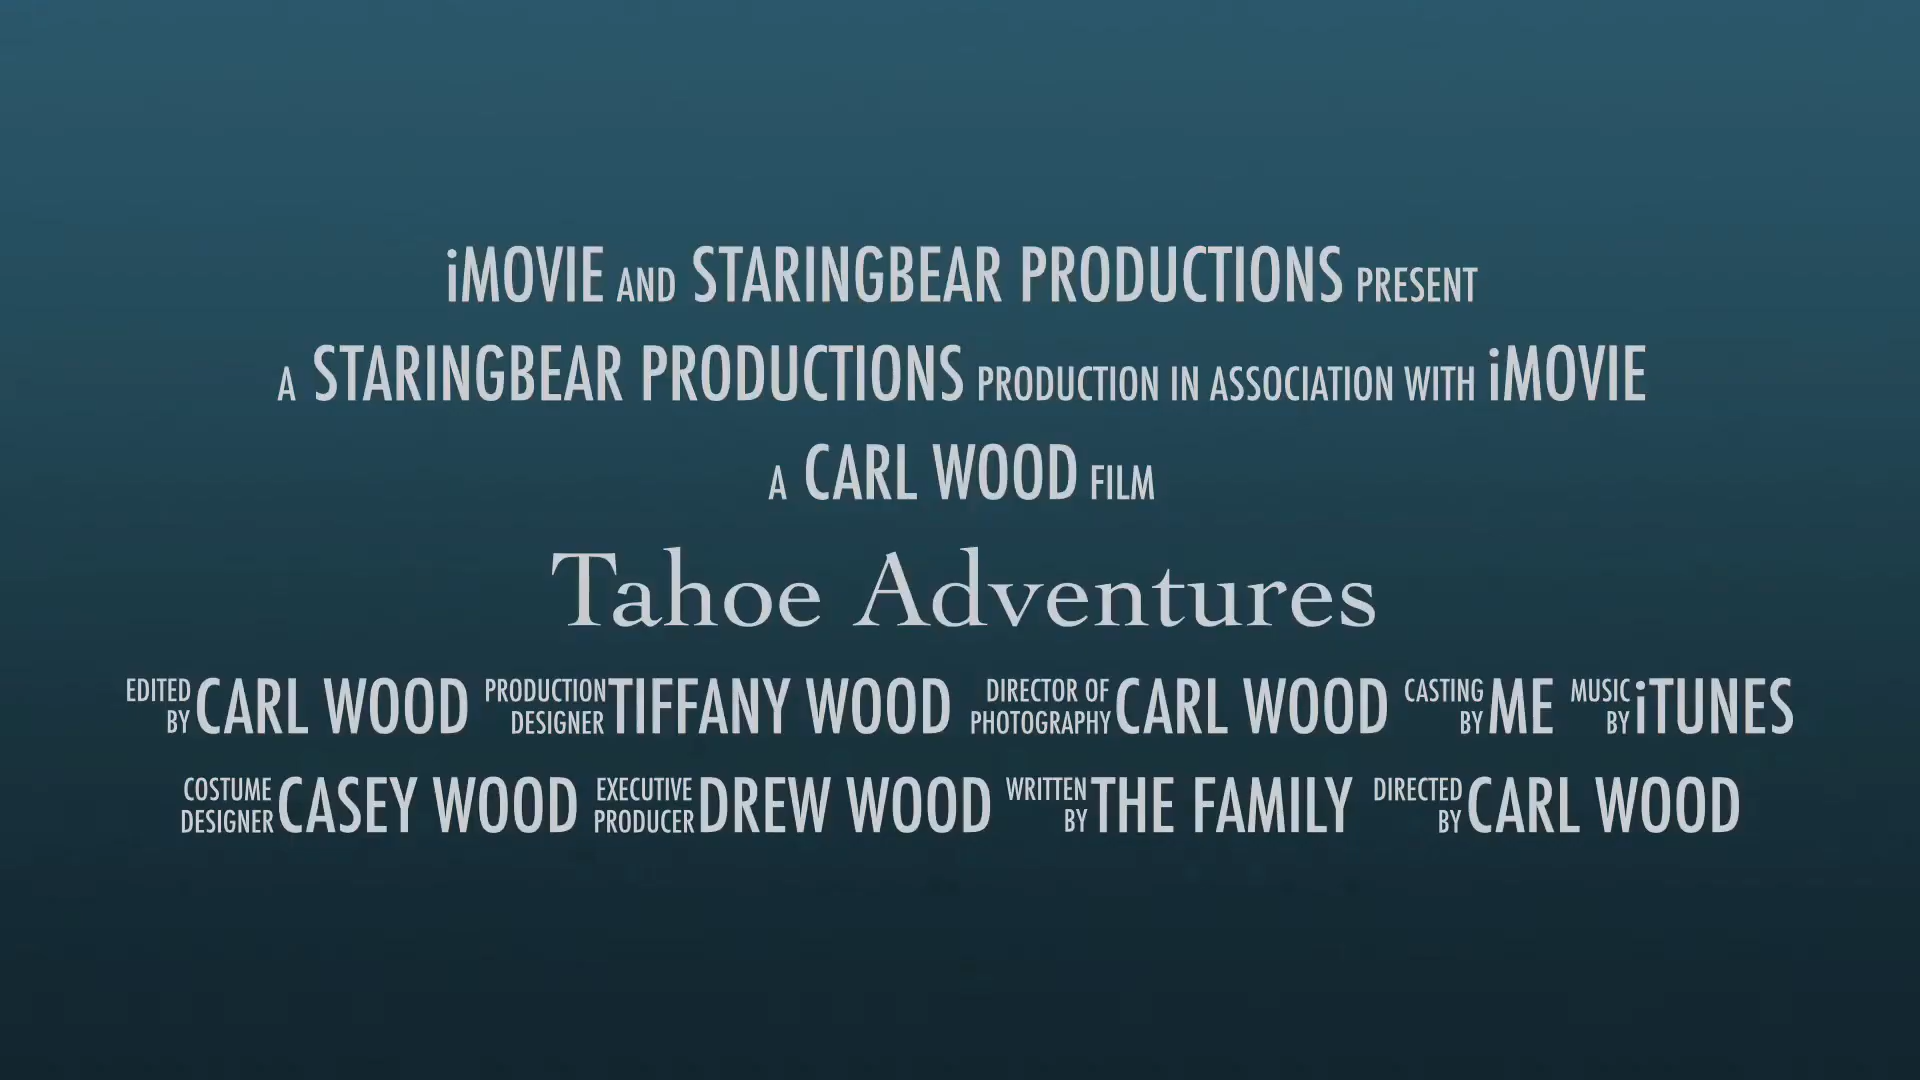 iMOVIE AND STARINGBEAR PRODUCTIONS PRESENT
A STARINGBEAR PRODUCTIONS PRODUCTION IN ASSOCIATION WITH iMOVIE
A CARL WOOD FILM
Tahoe Adventures
EDITED BY CARL WOOD PRODUCTION DESIGNER TIFFANY WOOD DIRECTOR OF PHOTOGRAPHY CARL WOOD CASTING BY ME MUSIC BY iTUNES
COSTUME DESIGNER CASEY WOOD EXECUTIVE PRODUCER DREW WOOD WRITTEN BY THE FAMILY DIRECTED BY CARL WOOD